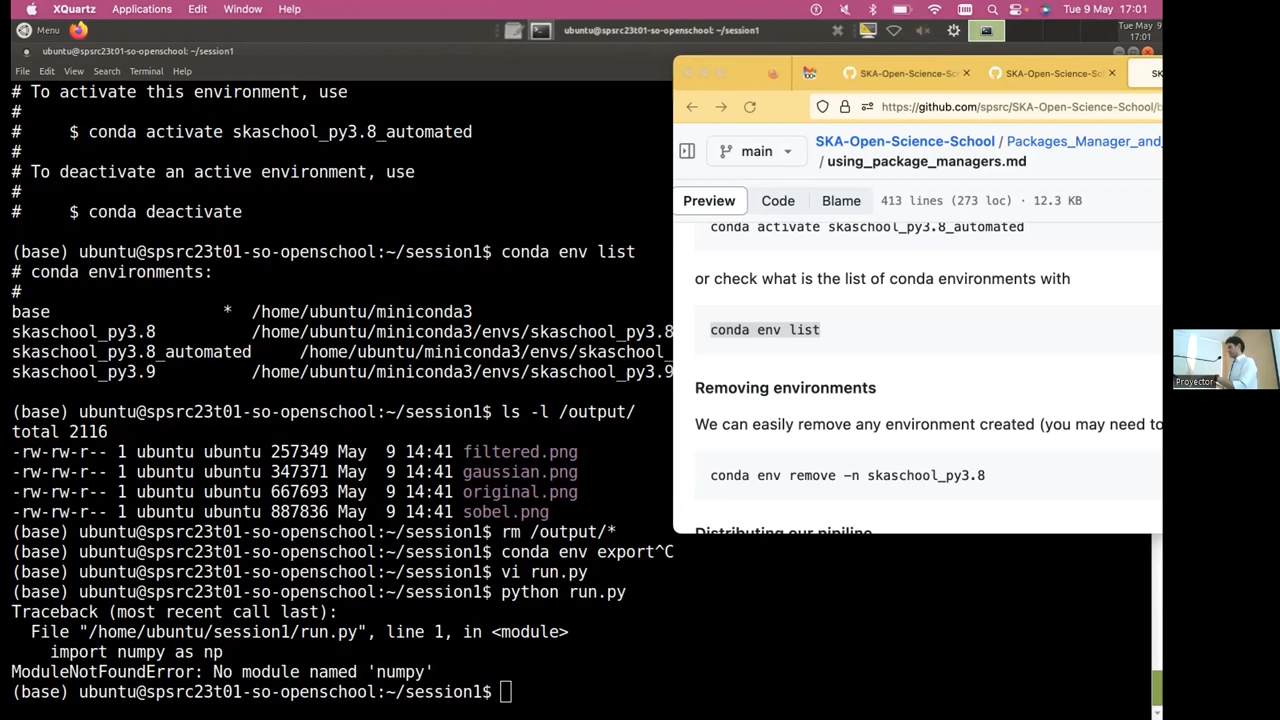 XQuartz Applications Edit Window Help
Tue 9 May 17:01
Menu
ubuntu@spsrc23t01-so-openschool: ~/session1
Tue May 9
17:01
ubuntu@spsrc23t01-so-openschool: ~/session1
File Edit View Search Terminal Help
# To activate this environment, use
#
# $ conda activate skaschool_py3.8_automated
#
# To deactivate an active environment, use
#
# $ conda deactivate
(base) ubuntu@spsrc23t01-so-openschool:~/session1$ conda env list
# conda environments:
#
base * /home/ubuntu/miniconda3
skaschool_py3.8 /home/ubuntu/miniconda3/envs/skaschool_py3.8
skaschool_py3.8_automated /home/ubuntu/miniconda3/envs/skaschool_
skaschool_py3.9 /home/ubuntu/miniconda3/envs/skaschool_py3.9
(base) ubuntu@spsrc23t01-so-openschool:~/session1$ ls -l /output/
total 2116
-rw-rw-r-- 1 ubuntu ubuntu 257349 May 9 14:41 filtered.png
-rw-rw-r-- 1 ubuntu ubuntu 347371 May 9 14:41 gaussian.png
-rw-rw-r-- 1 ubuntu ubuntu 667693 May 9 14:41 original.png
-rw-rw-r-- 1 ubuntu ubuntu 887836 May 9 14:41 sobel.png
(base) ubuntu@spsrc23t01-so-openschool:~/session1$ rm /output/*
(base) ubuntu@spsrc23t01-so-openschool:~/session1$ conda env export^C
(base) ubuntu@spsrc23t01-so-openschool:~/session1$ vi run.py
(base) ubuntu@spsrc23t01-so-openschool:~/session1$ python run.py
Traceback (most recent call last):
File "/home/ubuntu/session1/run.py", line 1, in <module>
import numpy as np
ModuleNotFoundError: No module named 'numpy'
(base) ubuntu@spsrc23t01-so-openschool:~/session1$
SKA-Open-Science-S
SKA-Open-Science-S
SK
https://github.com/spsrc/SKA-Open-Science-School/b
main
SKA-Open-Science-School / Packages_Manager_and_
/ using_package_managers.md
Preview Code Blame 413 lines (273 loc) · 12.3 KB
conda activate skaschool_py3.8_automated
or check what is the list of conda environments with
conda env list
Removing environments
We can easily remove any environment created (you may need to
conda env remove -n skaschool_py3.8
Distributing our pipiline
Proyector